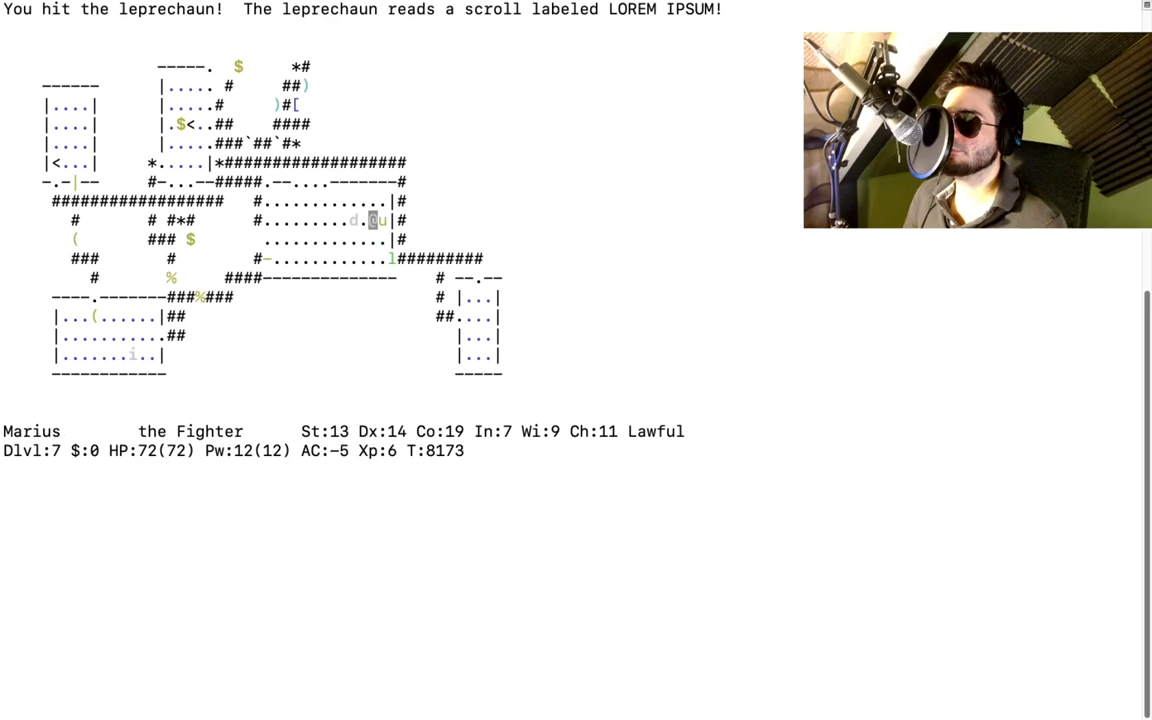 You hit the leprechaun!  The leprechaun reads a scroll labeled LOREM IPSUM!
Marius         the Fighter       St:13 Dx:14 Co:19 In:7 Wi:9 Ch:11 Lawful
Dlvl:7 $:0 HP:72(72) Pw:12(12) AC:-5 Xp:6 T:8173